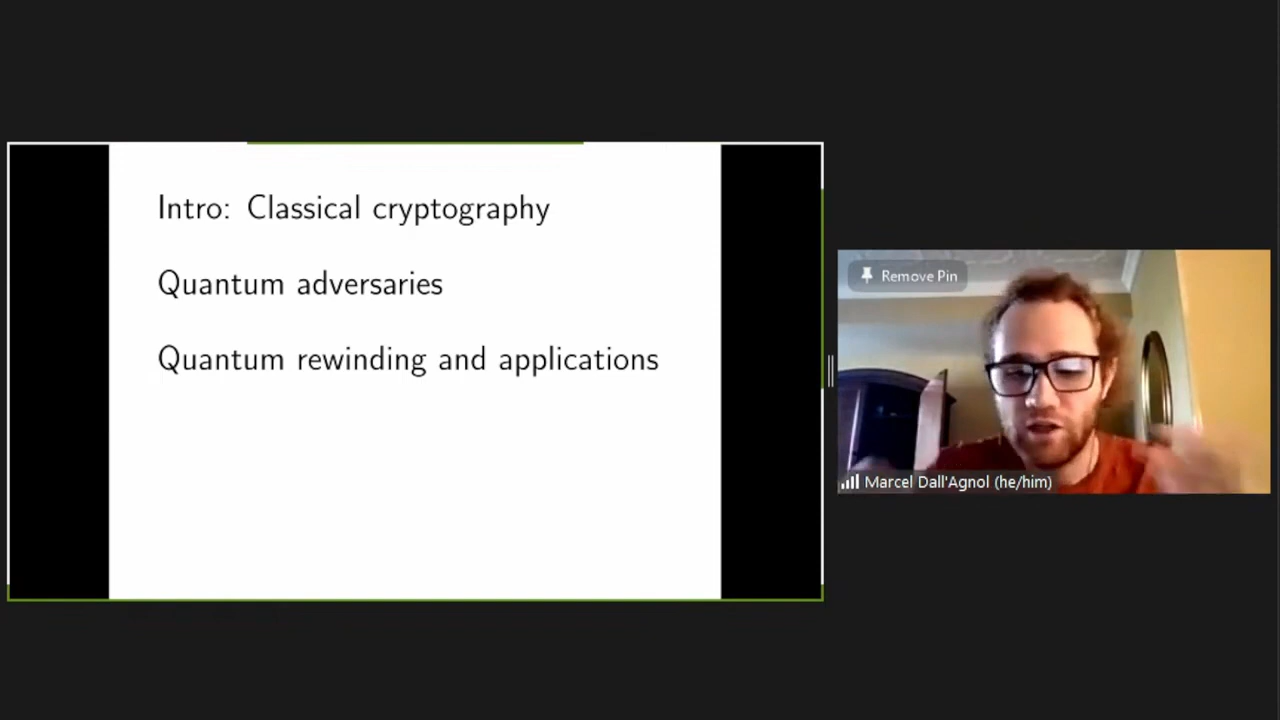 Intro: Classical cryptography
Quantum adversaries
Quantum rewinding and applications
Remove Pin
Marcel Dall'Agnol (he/him)